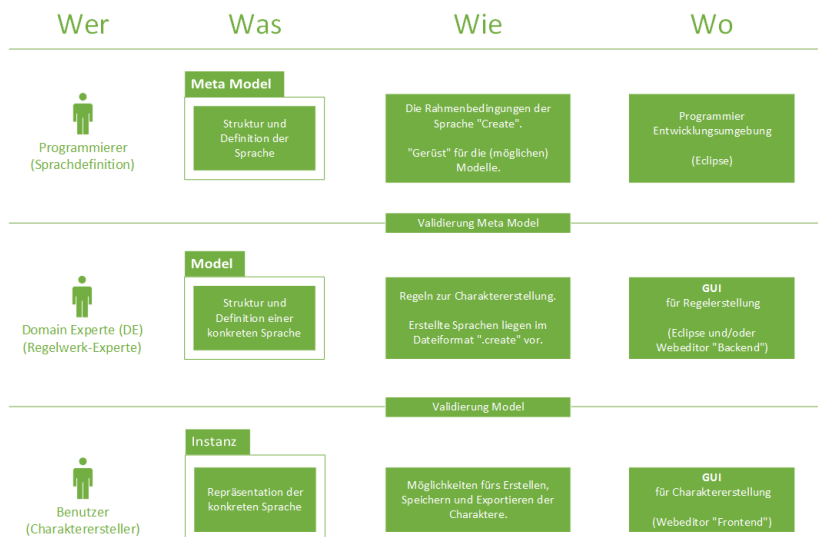 Wer
Was
Wie
Wo
Programmierer
(Sprachdefinition)
Meta Model
Struktur und
Definition der
Sprache
Die Rahmenbedingungen der
Sprache "Create".
"Gerüst" für die (möglichen)
Modelle.
Programmier
Entwicklungsumgebung
(Eclipse)
Validierung Meta Model
Domain Experte (DE)
(Regelwerk-Experte)
Model
Struktur und
Definition einer
konkreten Sprache
Regeln zur Charaktererstellung.
Erstellte Sprachen liegen im
Dateiformat ".create" vor.
GUI
für Regelerstellung
(Eclipse und/oder
Webeditor "Backend")
Validierung Model
Benutzer
(Charakterersteller)
Instanz
Repräsentation der
konkreten Sprache
Möglichkeiten fürs Erstellen,
Speichern und Exportieren der
Charaktere.
GUI
für Charaktererstellung
(Webeditor "Frontend")